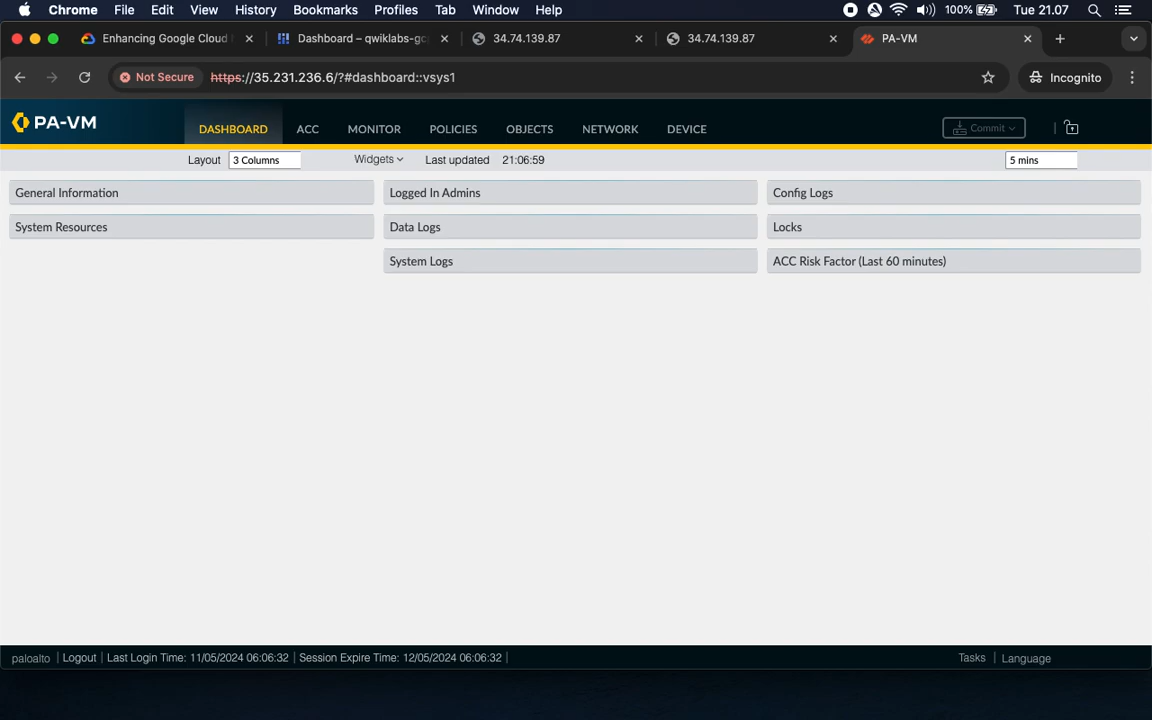 Chrome File Edit View History Bookmarks Profiles Tab Window Help 100% Tue 21.07
Enhancing Google Cloud Dashboard – qwiklabs-gc 34.74.139.87 34.74.139.87 PA-VM
Not Secure https://35.231.236.6/?#dashboard::vsys1 Incognito
PA-VM DASHBOARD ACC MONITOR POLICIES OBJECTS NETWORK DEVICE Commit
Layout 3 Columns Widgets Last updated 21:06:59 5 mins
General Information Logged In Admins Config Logs
System Resources Data Logs Locks
System Logs ACC Risk Factor (Last 60 minutes)
paloalto | Logout | Last Login Time: 11/05/2024 06:06:32 | Session Expire Time: 12/05/2024 06:06:32 | Tasks | Language